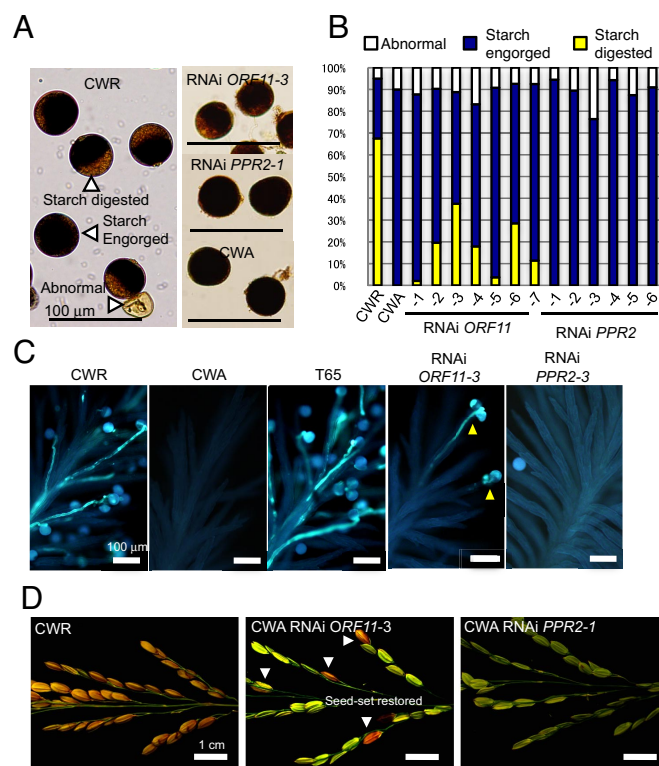 A
CWR
Starch digested
Starch
Engorged
Abnormal
100 μm
RNAi ORF11-3
RNAi PPR2-1
CWA
B
Abnormal
Starch
engorged
Starch
digested
100%
90%
80%
70%
60%
50%
40%
30%
20%
10%
0%
CWR
CWA
-1
-2
-3
-4
-5
-6
-7
-1
-2
-3
-4
-5
-6
RNAi ORF11
RNAi PPR2
C
CWR
CWA
T65
RNAi
ORF11-3
RNAi
PPR2-3
100 μm
D
CWR
1 cm
CWA RNAi ORF11-3
Seed-set restored
CWA RNAi PPR2-1